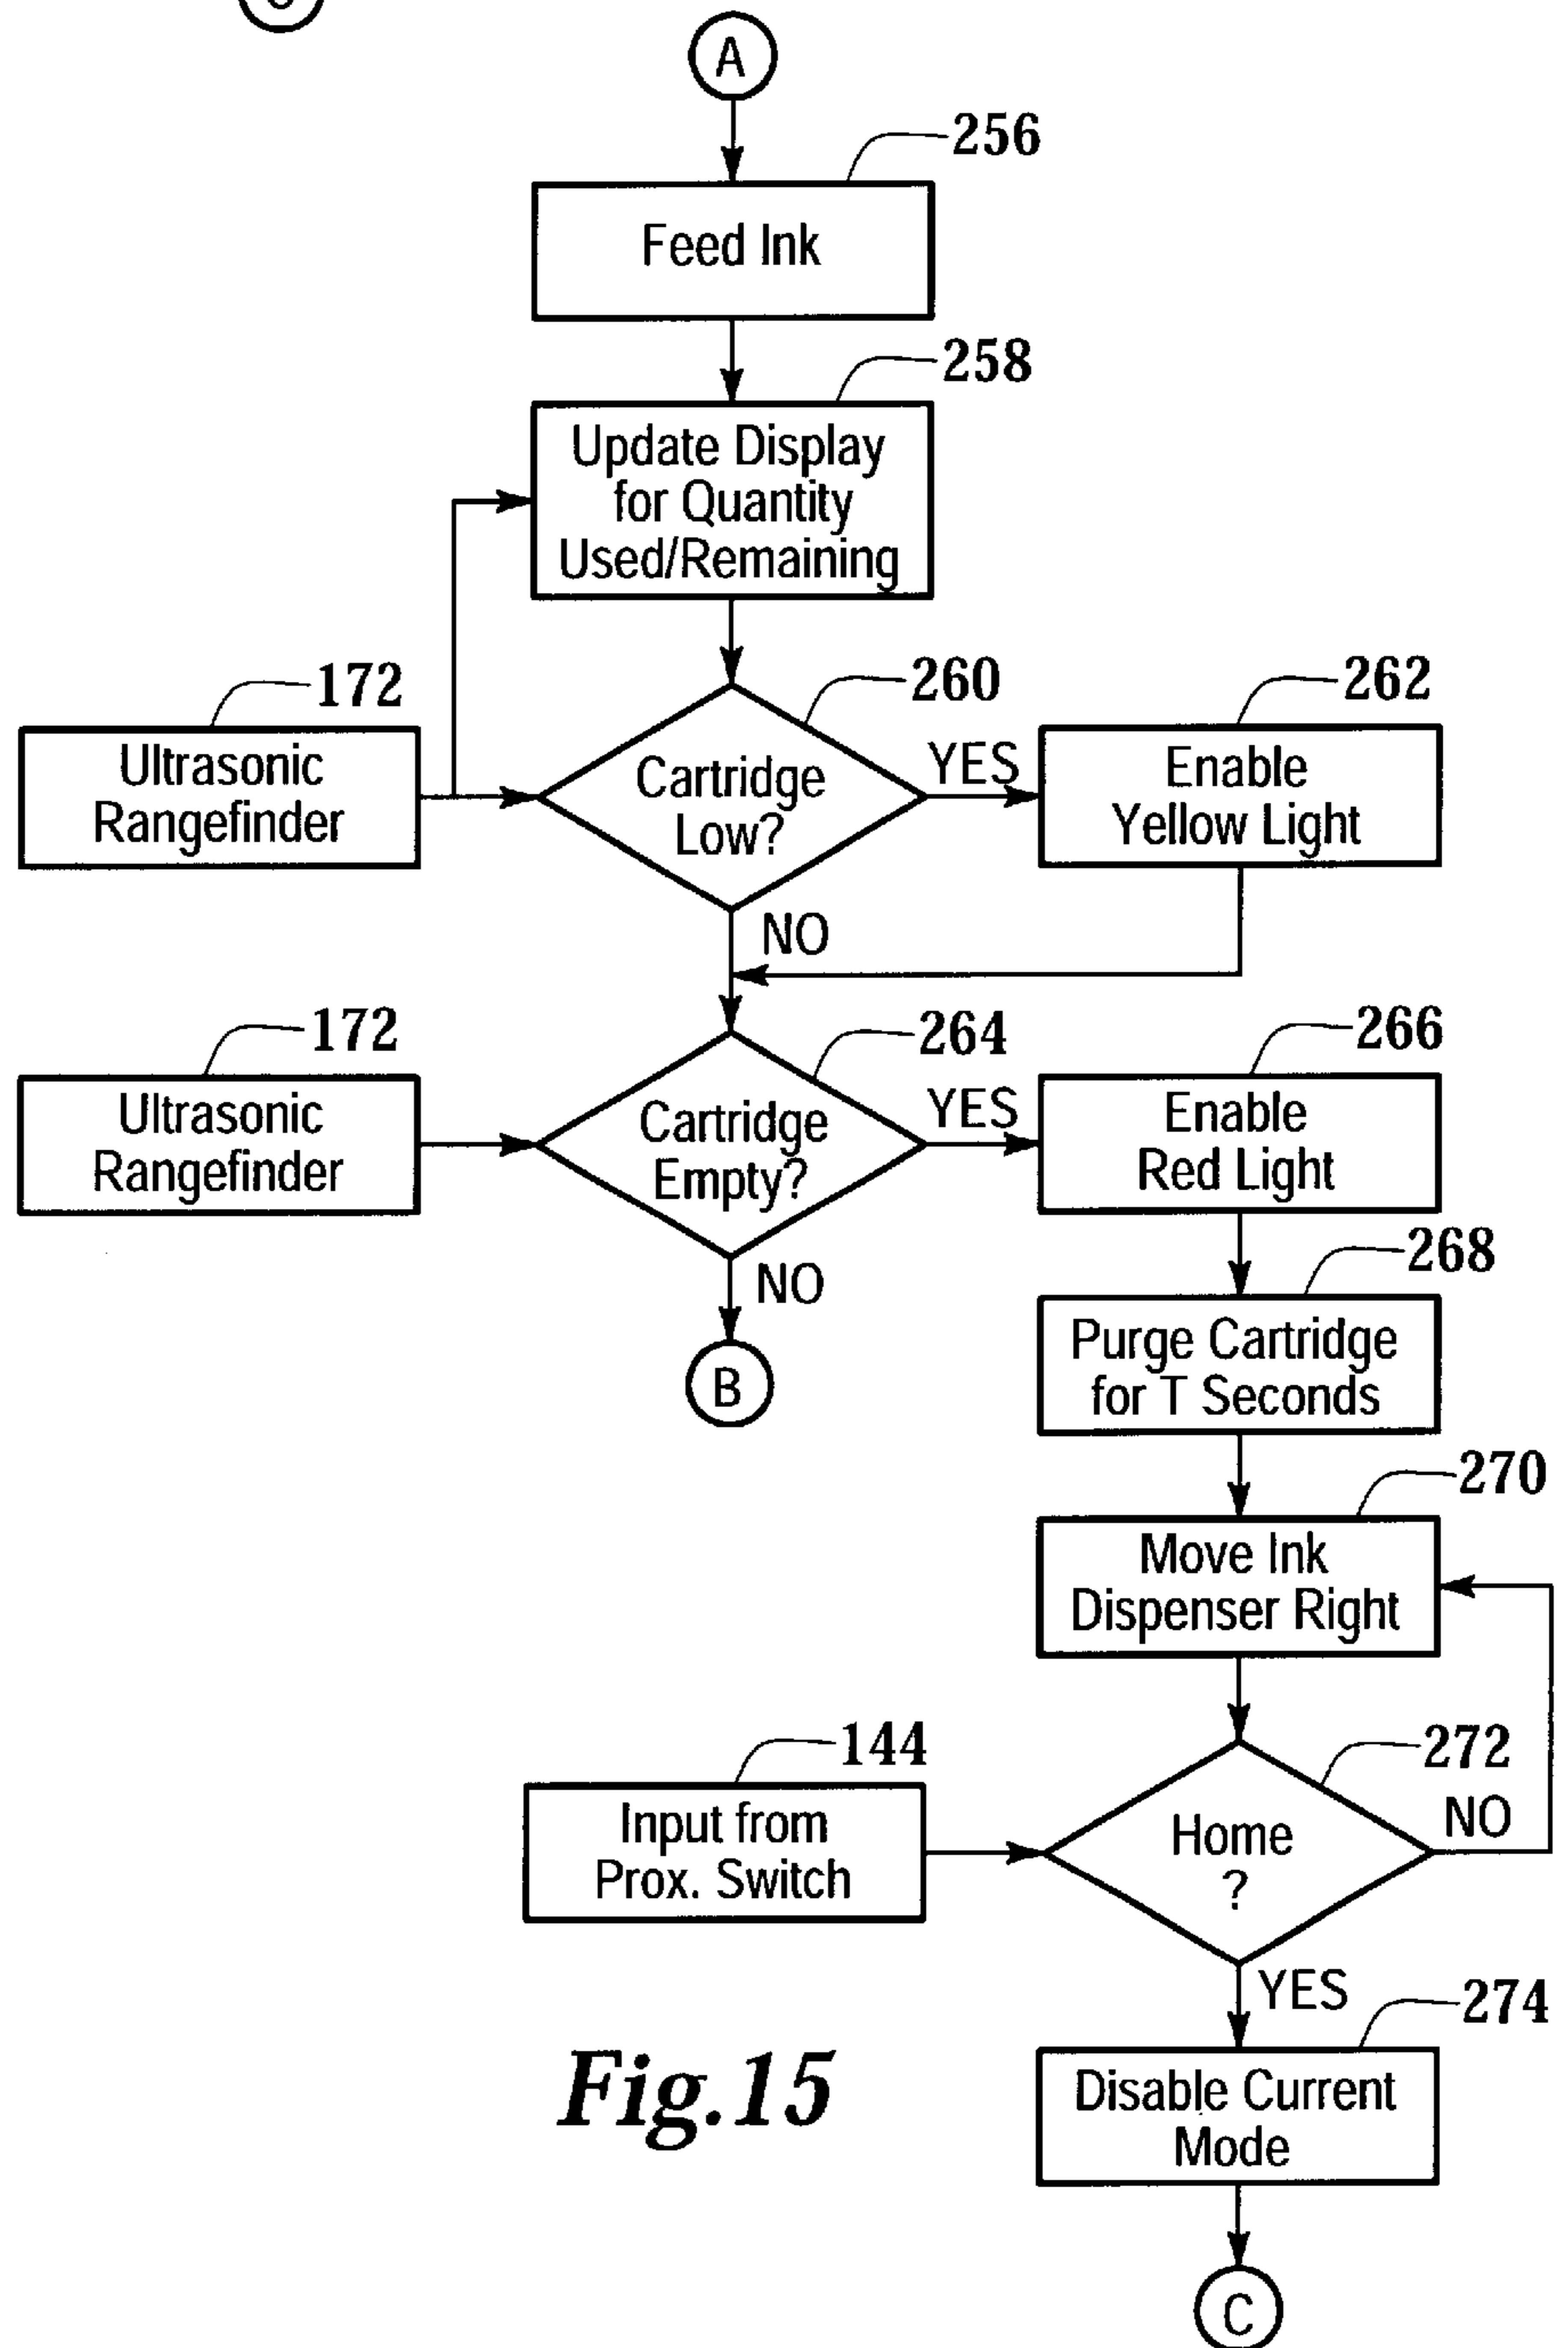 A
256
Feed Ink
258
Update Display
for Quantity
Used/Remaining
172
Ultrasonic
Rangefinder
260
Cartridge
Low?
YES
262
Enable
Yellow Light
NO
172
Ultrasonic
Rangefinder
264
Cartridge
Empty?
YES
266
Enable
Red Light
NO
B
268
Purge Cartridge
for T Seconds
270
Move Ink
Dispenser Right
144
Input from
Prox. Switch
272
Home
?
NO
YES
274
Disable Current
Mode
C
Fig.15